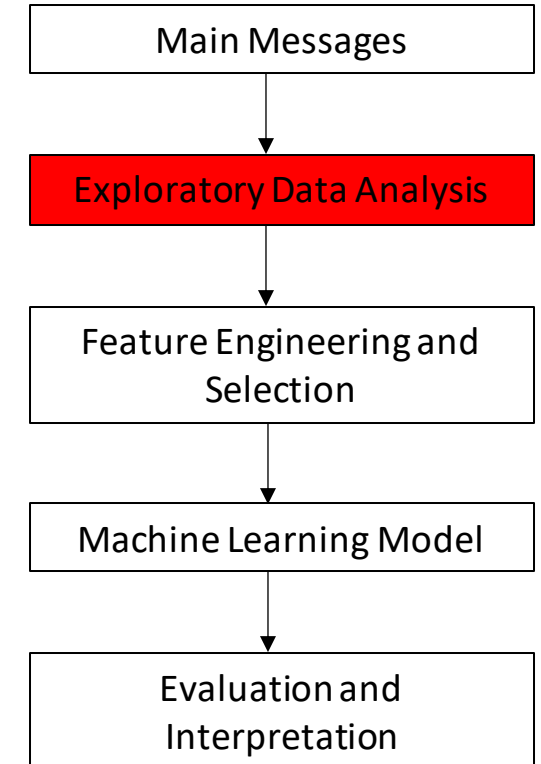 Main Messages
Exploratory Data Analysis
Feature Engineering and
Selection
Machine Learning Model
Evaluation and
Interpretation